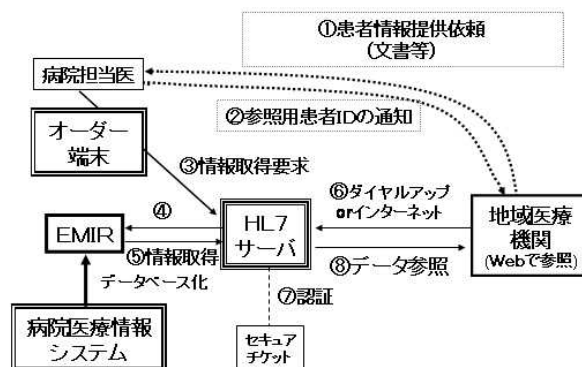 ①患者情報提供依頼
(文書等)
病院担当医
②参照用患者IDの通知
オーダー
端末
③情報取得要求
⑥ダイヤルアップ
orインターネット
④
HL7
サーバ
地域医療
機関
(Webで参照)
EMIR
⑤情報取得
⑧データ参照
データベース化
⑦認証
病院医療情報
システム
セキュア
チケット